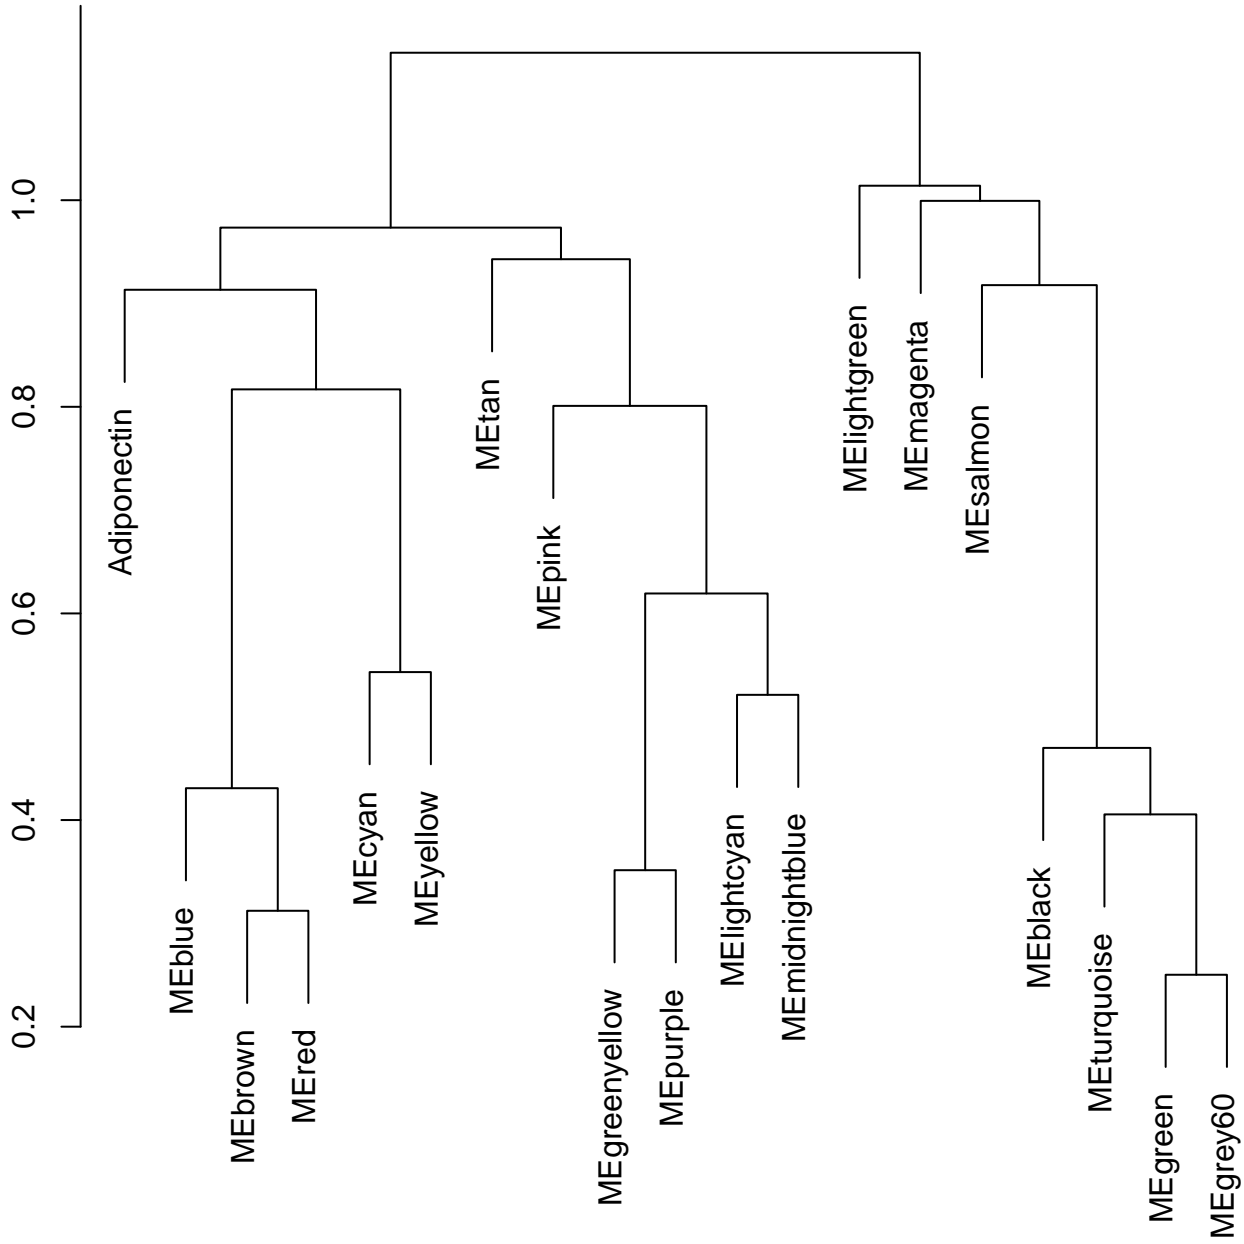 1.0
0.8
0.6
0.4
0.2
Adiponectin
MEblue
MEbrown
MEred
MEcyan
MEyellow
MEtan
MEpink
MEgreenyellow
MEpurple
MElightcyan
MEmidnightblue
MElightgreen
MEmagenta
MEsalmon
MEblack
MEturquoise
MEgreen
MEgrey60